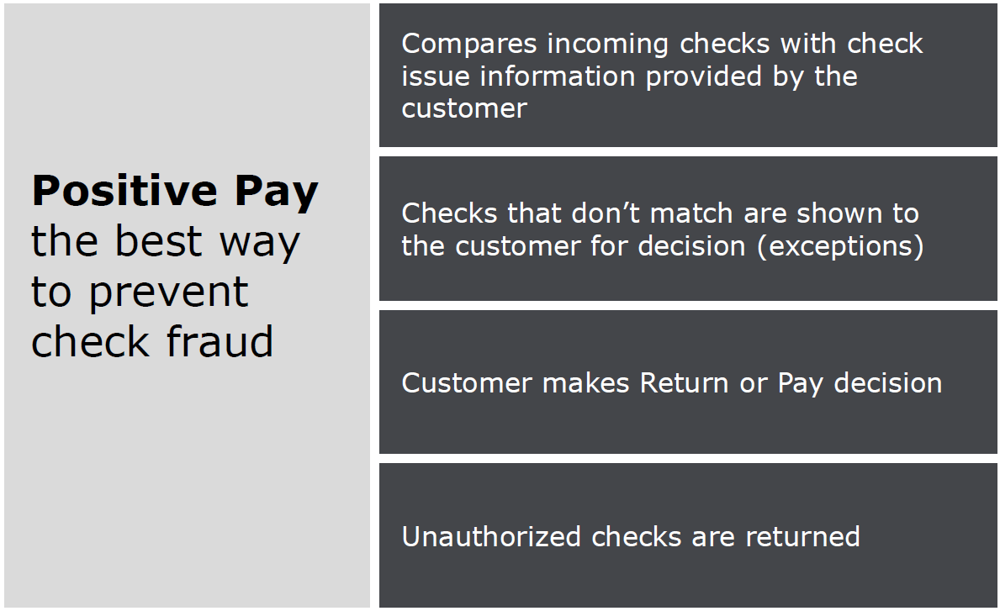 Positive Pay
the best way
to prevent
check fraud
Compares incoming checks with check
issue information provided by the
customer
Checks that don’t match are shown to
the customer for decision (exceptions)
Customer makes Return or Pay decision
Unauthorized checks are returned